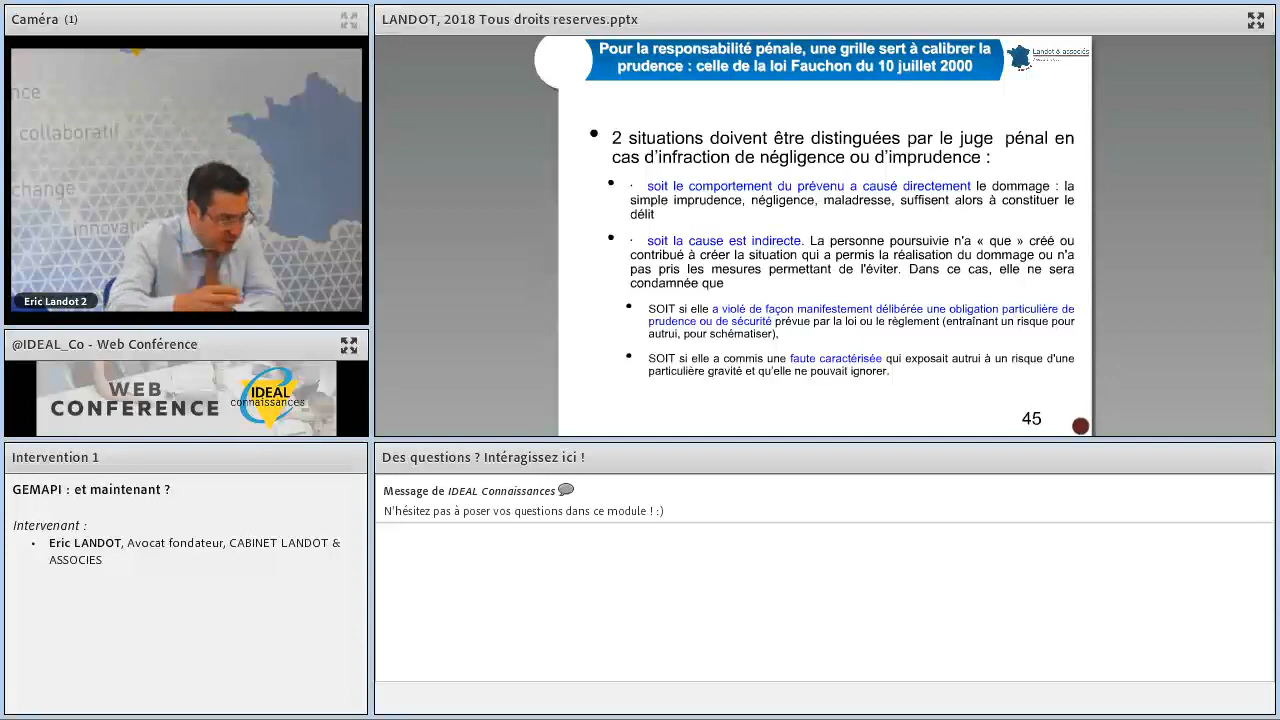 Caméra (1)
nce
collaboratif
change
innovati
Eric Landot 2
@IDEAL_Co - Web Conférence
WEB
CONFERENCE
IDEAL
connaissances
Intervention 1
GEMAPI : et maintenant ?
Intervenant :
• Eric LANDOT, Avocat fondateur, CABINET LANDOT &
ASSOCIES
LANDOT, 2018 Tous droits reserves.pptx
Pour la responsabilité pénale, une grille sert à calibrer la
prudence : celle de la loi Fauchon du 10 juillet 2000
Landot & associés
• 2 situations doivent être distinguées par le juge pénal en
cas d’infraction de négligence ou d’imprudence :
• · soit le comportement du prévenu a causé directement le dommage : la
simple imprudence, négligence, maladresse, suffisent alors à constituer le
délit
• · soit la cause est indirecte. La personne poursuivie n'a « que » créé ou
contribué à créer la situation qui a permis la réalisation du dommage ou n'a
pas pris les mesures permettant de l'éviter. Dans ce cas, elle ne sera
condamnée que
• SOIT si elle a violé de façon manifestement délibérée une obligation particulière de
prudence ou de sécurité prévue par la loi ou le règlement (entraînant un risque pour
autrui, pour schématiser),
• SOIT si elle a commis une faute caractérisée qui exposait autrui à un risque d'une
particulière gravité et qu'elle ne pouvait ignorer.
45
Des questions ? Intéragissez ici !
Message de IDEAL Connaissances
N'hésitez pas à poser vos questions dans ce module ! :)